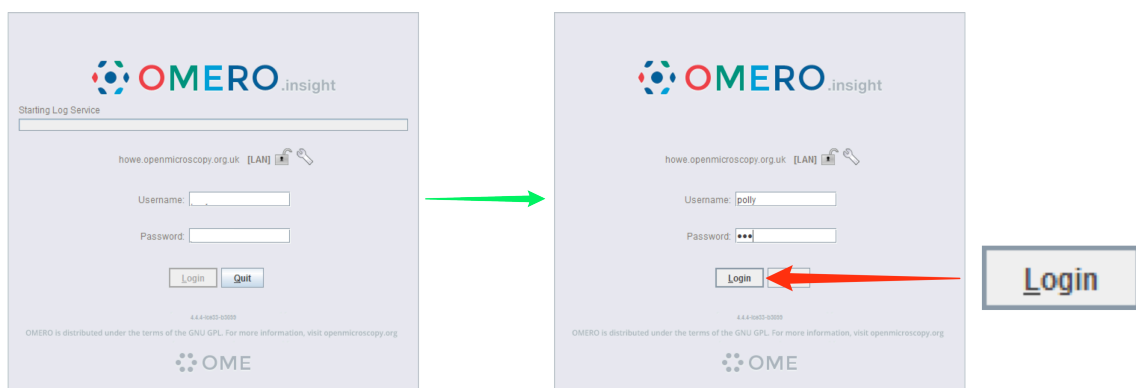 OMERO.insight
Starting Log Service
howe.openmicroscopy.org.uk [LAN]
Username:
Password:
Login Quit
OMERO is distributed under the terms of the GNU GPL. For more information, visit openmicroscopy.org
OME
OMERO.insight
howe.openmicroscopy.org.uk [LAN]
Username: polly
Password: •••
Login
OMERO is distributed under the terms of the GNU GPL. For more information, visit openmicroscopy.org
OME
Login